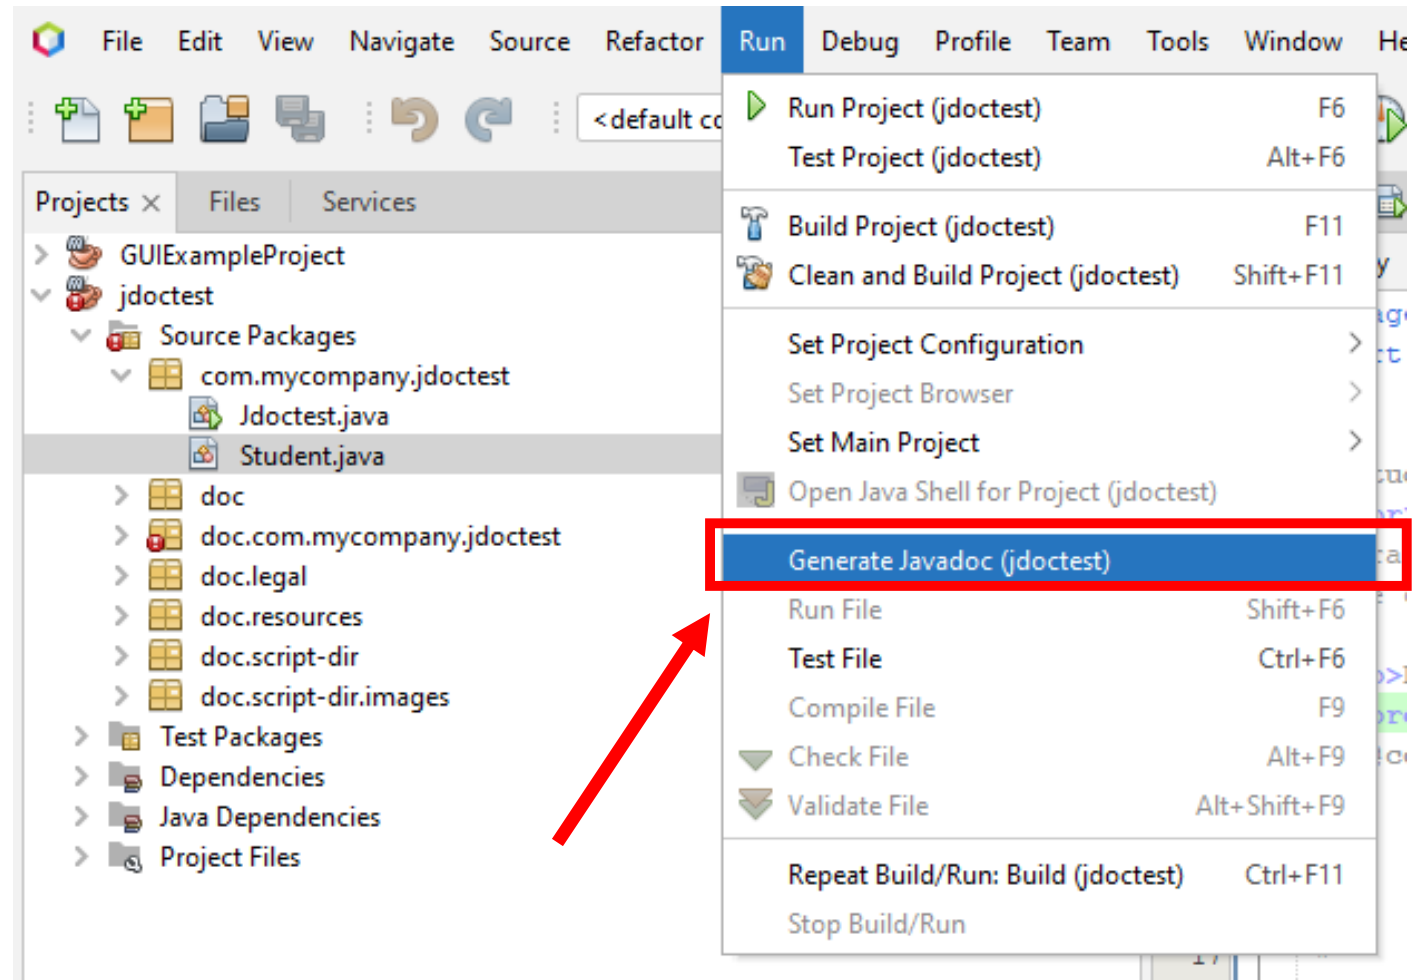 File Edit View Navigate Source Refactor Run Debug Profile Team Tools Window
<default
Projects × Files Services
GUIExampleProject
jdoctest
Source Packages
com.mycompany.jdoctest
Jdoctest.java
Student.java
doc
doc.com.mycompany.jdoctest
doc.legal
doc.resources
doc.script-dir
doc.script-dir.images
Test Packages
Dependencies
Java Dependencies
Project Files
Run Project (jdoctest) F6
Test Project (jdoctest) Alt+F6
Build Project (jdoctest) F11
Clean and Build Project (jdoctest) Shift+F11
Set Project Configuration
Set Project Browser
Set Main Project
Open Java Shell for Project (jdoctest)
Generate Javadoc (jdoctest)
Run File Shift+F6
Test File Ctrl+F6
Compile File F9
Check File Alt+F9
Validate File Alt+Shift+F9
Repeat Build/Run: Build (jdoctest) Ctrl+F11
Stop Build/Run